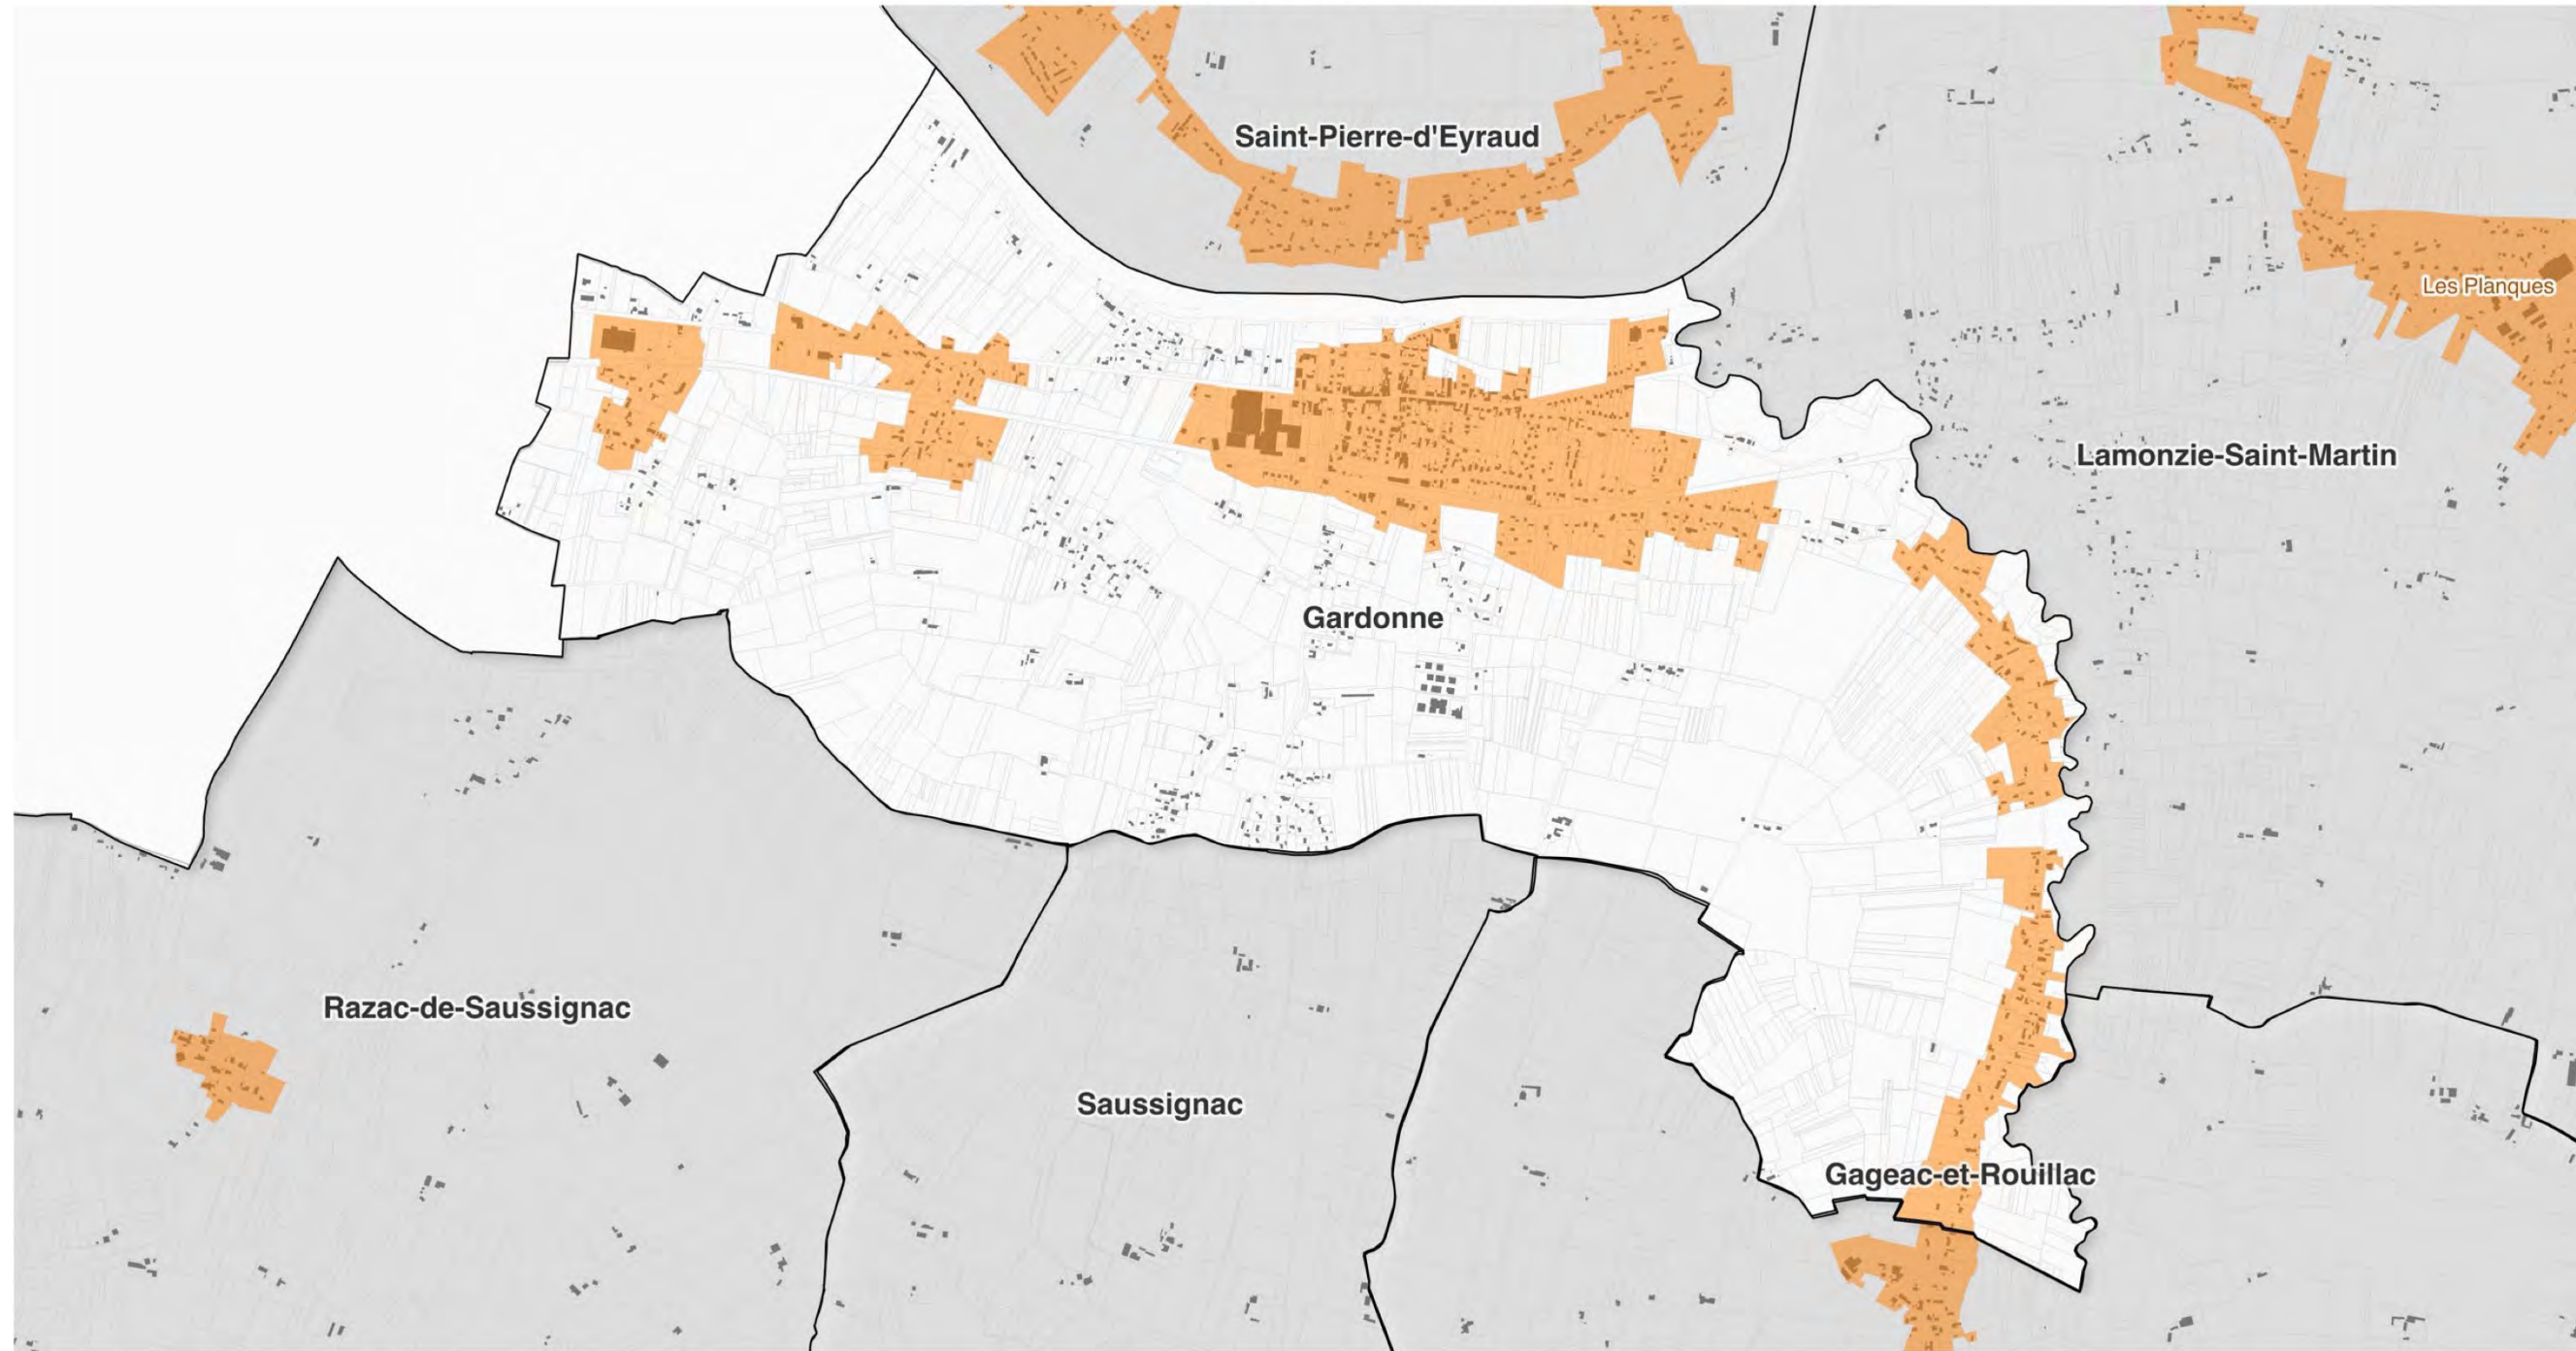 Saint-Pierre-d'Eyraud
Les Planques
Lamonzie-Saint-Martin
Gardonne
Razac-de-Saussignac
Saussignac
Gageac-et-Rouillac